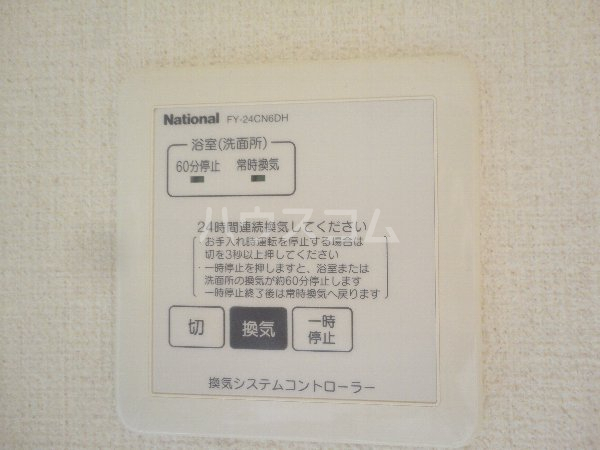 National FY-24CN6DH
浴室(洗面所)
60分停止 常時換気
24時間連続換気してください
お手入れ時運転を停止する場合は
切を3秒以上押してください
・一時停止を押しますと、浴室または
洗面所の換気が約60分停止します
一時停止終了後は常時換気へ戻ります
切 換気 一時
停止
換気システムコントローラー
ハウスコム